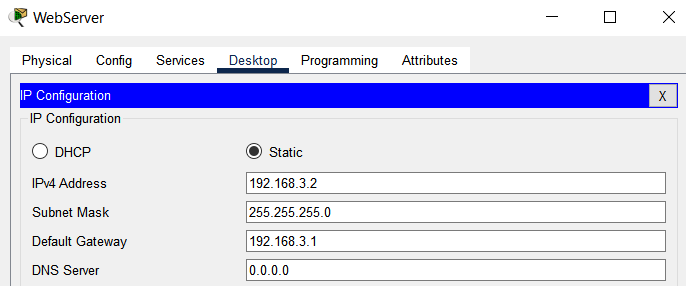 WebServer
Physical Config Services Desktop Programming Attributes
IP Configuration X
IP Configuration
DHCP Static
IPv4 Address 192.168.3.2
Subnet Mask 255.255.255.0
Default Gateway 192.168.3.1
DNS Server 0.0.0.0